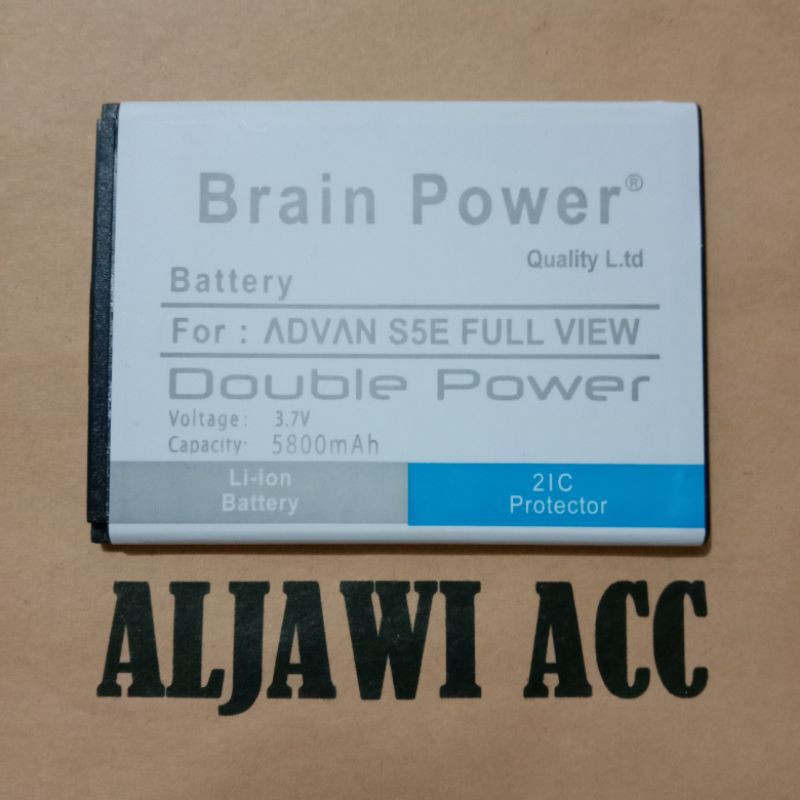 Brain Power®
Quality L.td
Battery
For : ADVAN S5E FULL VIEW
Double Power
Voltage: 3.7V
Capacity: 5800mAh
Li-ion
Battery
2IC
Protector
ALJAWI ACC